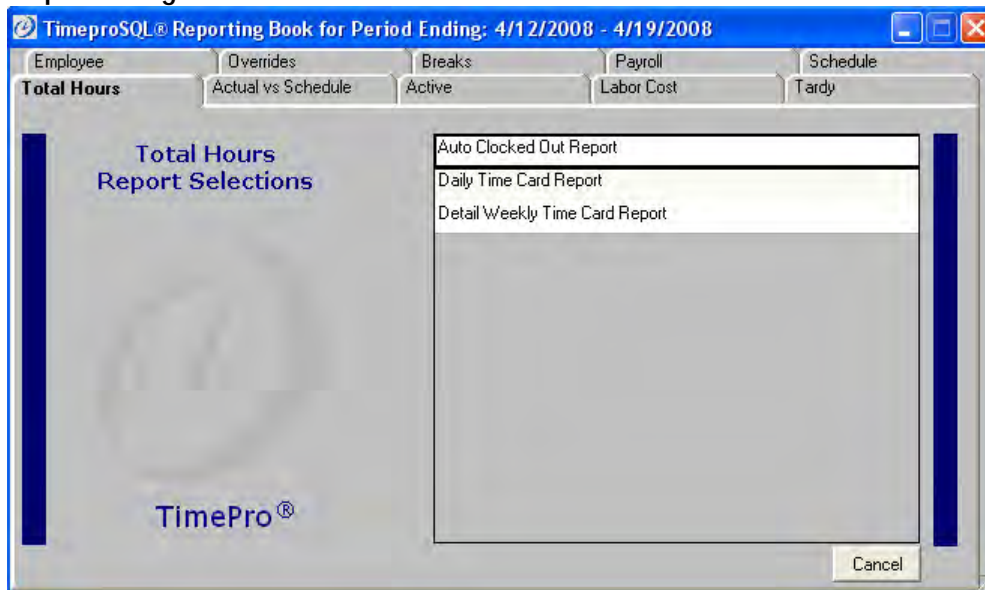 TimeproSQL® Reporting Book for Period Ending: 4/12/2008 - 4/19/2008
Employee Overrides Breaks Payroll Schedule
Total Hours Actual vs Schedule Active Labor Cost Tardy
Total Hours
Report Selections
Auto Clocked Out Report
Daily Time Card Report
Detail Weekly Time Card Report
TimePro®
Cancel